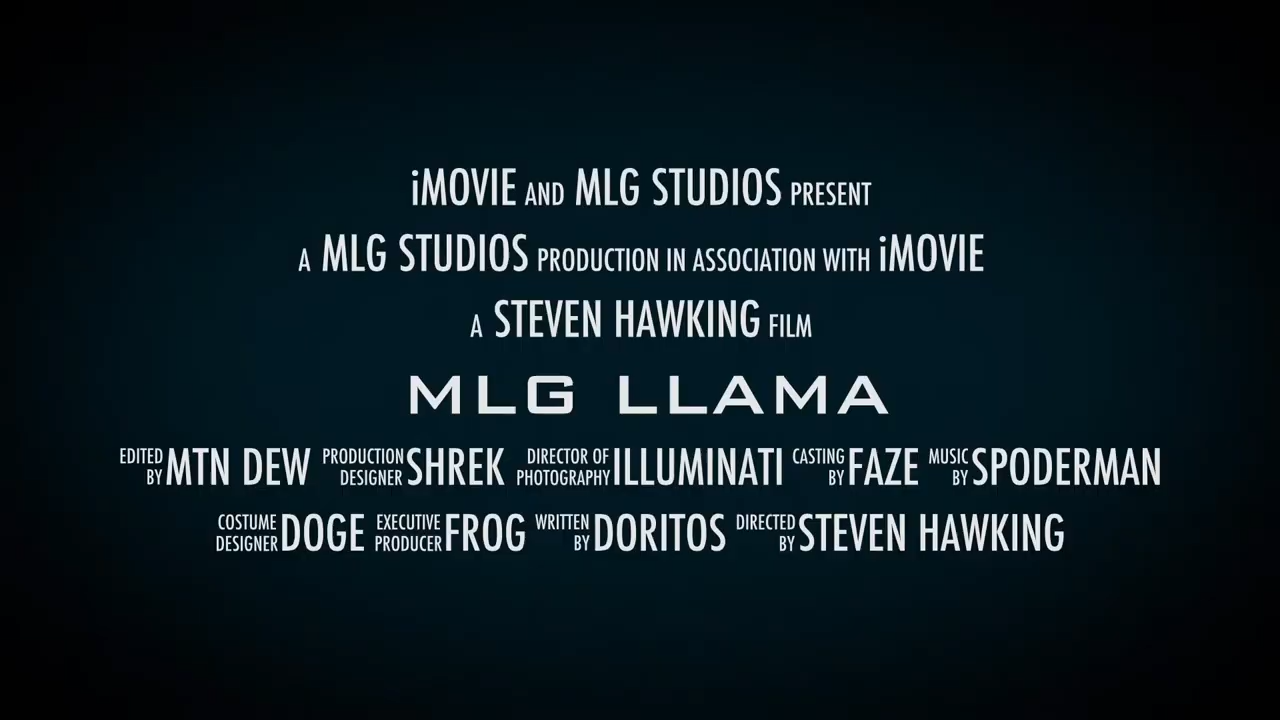 iMOVIE AND MLG STUDIOS PRESENT
A MLG STUDIOS PRODUCTION IN ASSOCIATION WITH iMOVIE
A STEVEN HAWKING FILM
MLG LLAMA
EDITED BY MTN DEW PRODUCTION DESIGNER SHREK DIRECTOR OF PHOTOGRAPHY ILLUMINATI CASTING BY FAZE MUSIC BY SPODERMAN
COSTUME DESIGNER DOGE EXECUTIVE PRODUCER FROG WRITTEN BY DORITOS DIRECTED BY STEVEN HAWKING